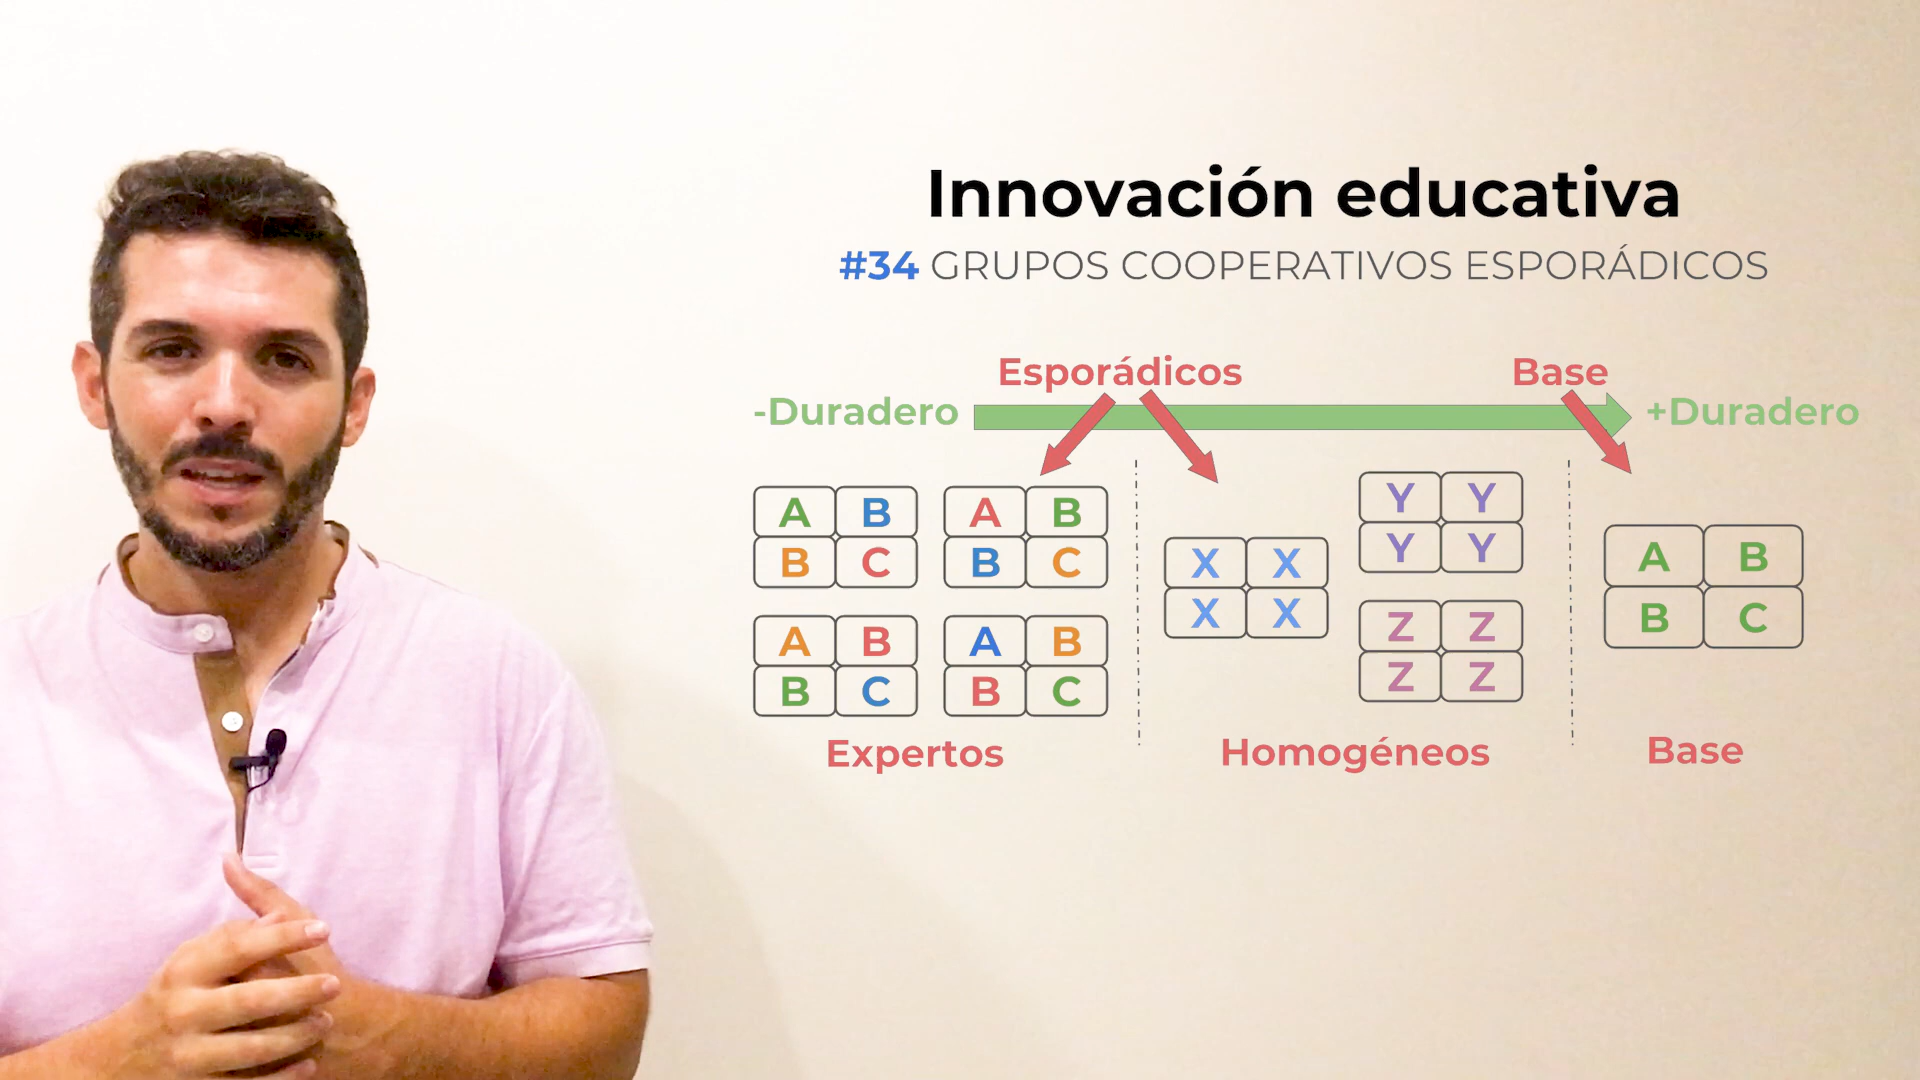 Innovación educativa
#34 GRUPOS COOPERATIVOS ESPORÁDICOS
Esporádicos
Base
-Duradero
+Duradero
A B
B C
A B
B C
A B
B C
A B
B C
Expertos
X X
X X
Y Y
Y Y
Z Z
Z Z
Homogéneos
A B
B C
Base